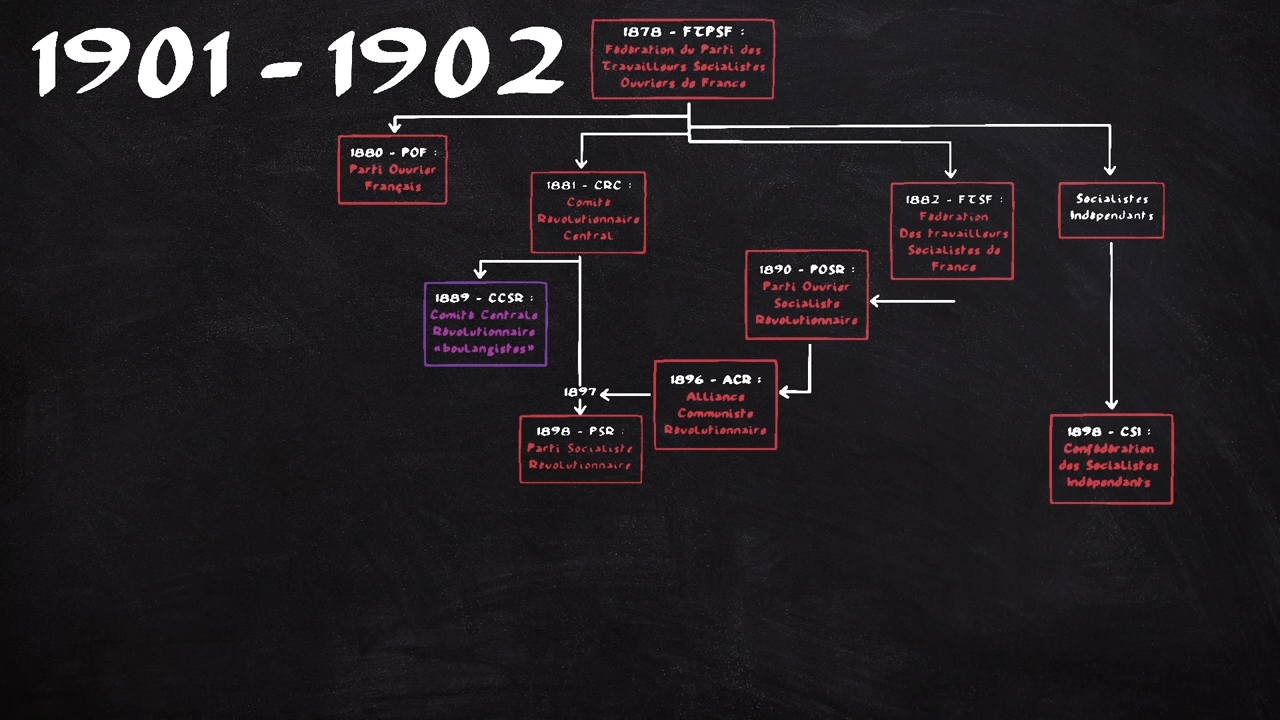 1901 - 1902
1878 - FTPSF :
Fédération du Parti des
Travailleurs Socialistes
Ouvriers de France
1880 - POF :
Parti Ouvrier
Français
1881 - CRC :
Comité
Révolutionnaire
Central
1882 - FTSF :
Fédération
Des travailleurs
Socialistes de
France
Socialistes
Indépendants
1890 - POSR :
Parti Ouvrier
Socialiste
Révolutionnaire
1889 - CCSR :
Comité Centrale
Révolutionnaire
«boulangistes»
1896 - ACR :
Alliance
Communiste
Révolutionnaire
1897
1898 - PSR :
Parti Socialiste
Révolutionnaire
1898 - CSI :
Confédération
des Socialistes
Indépendants